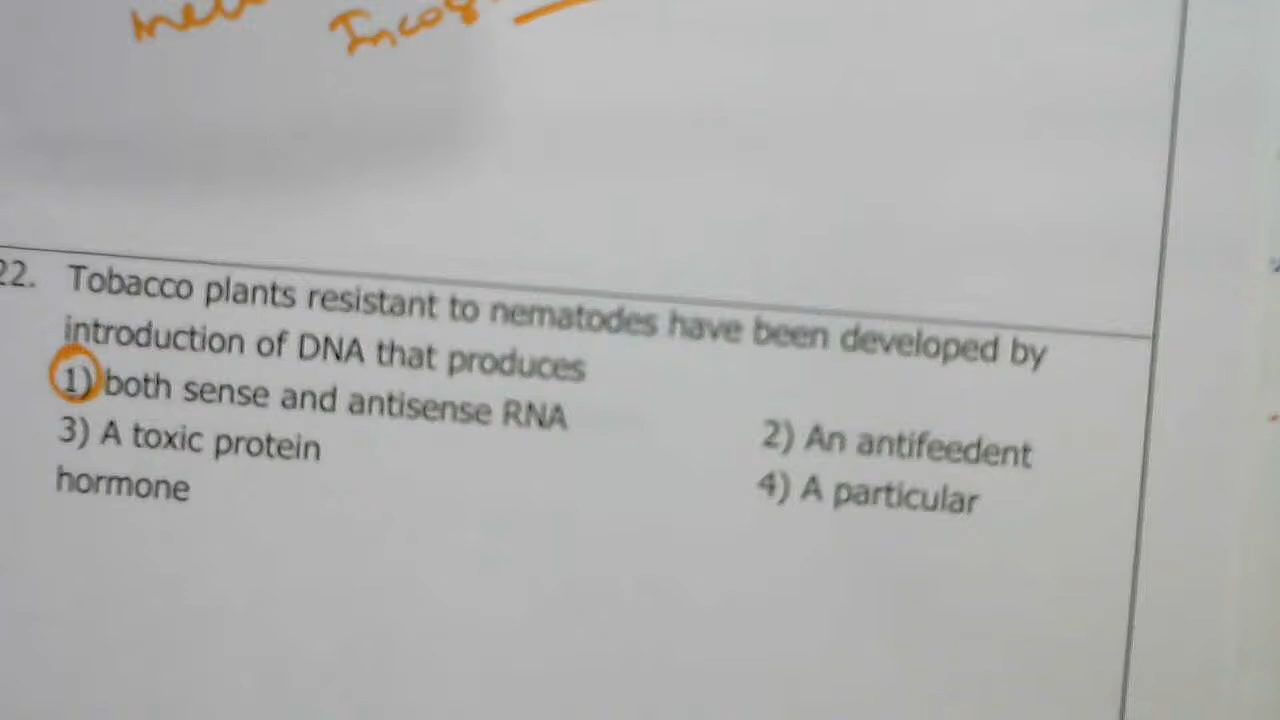 22. Tobacco plants resistant to nematodes have been developed by
introduction of DNA that produces
1) both sense and antisense RNA
2) An antifeedent
3) A toxic protein
4) A particular
hormone